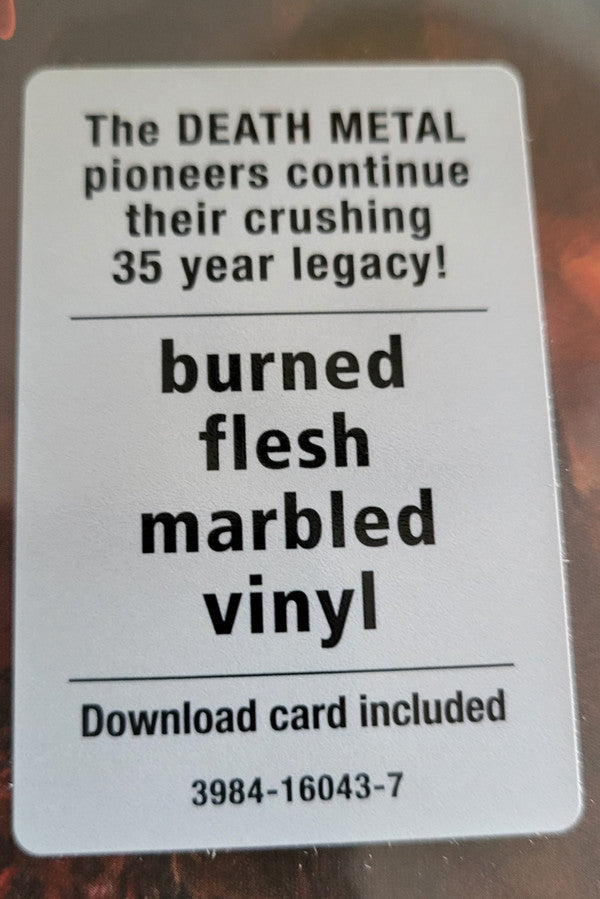 The DEATH METAL
pioneers continue
their crushing
35 year legacy!
burned
flesh
marbled
vinyl
Download card included
3984-16043-7